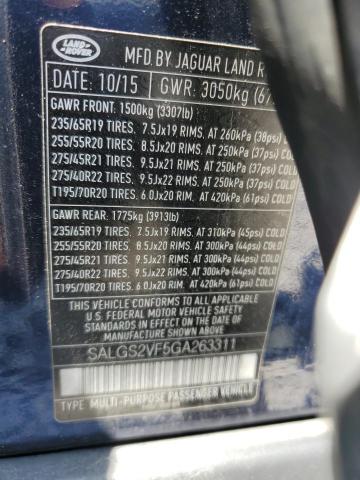 LAND ROVER
MFD. BY JAGUAR LAND R
DATE: 10/15 GWR: 3050kg (67
GAWR FRONT: 1500kg (3307lb)
235/65R19 TIRES. 7.5Jx19 RIMS. AT 260kPa (38psi)
255/55R20 TIRES. 8.5Jx20 RIMS. AT 250kPa (37psi) CO
275/45R21 TIRES. 9.5Jx21 RIMS. AT 250kPa (37psi) COLD
275/40R22 TIRES. 9.5Jx22 RIMS. AT 250kPa (37psi) COLD
T195/70R20 TIRES. 6.0Jx20 RIMS. AT 420kPa (61psi) COLD
GAWR REAR: 1775kg (3913lb)
235/65R19 TIRES. 7.5Jx19 RIMS. AT 310kPa (45psi) COLD
255/55R20 TIRES. 8.5Jx20 RIMS. AT 300kPa (44psi) COLD
275/45R21 TIRES. 9.5Jx21 RIMS. AT 300kPa (44psi) COLD
275/40R22 TIRES. 9.5Jx22 RIMS. AT 300kPa (44psi) COLD
T195/70R20 TIRES. 6.0Jx20 RIMS. AT 420kPa (61psi) COLD
THIS VEHICLE CONFORMS TO ALL APPLICABLE
U.S. FEDERAL MOTOR VEHICLE SAFETY AND
THEFT PREVENTION STANDARDS IN EFFECT ON THE
DATE OF MANUFACTURE SHOWN ABOVE.
SALGS2VF5GA263311
TYPE: MULTI-PURPOSE PASSENGER VEHICLE